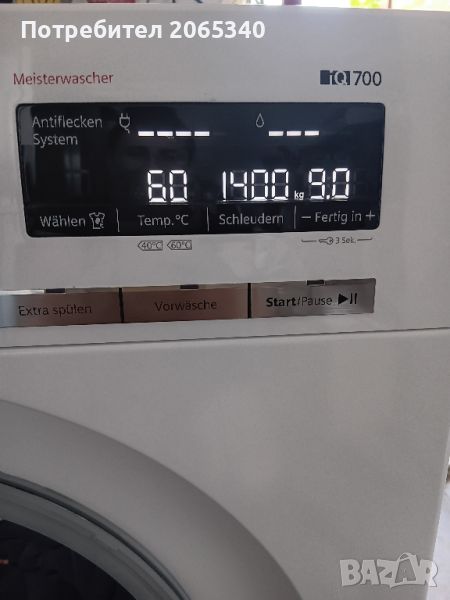 Потребител 2065340
Meisterwascher
iQ700
Antiflecken
System
60 1400 kg 9.0
Wählen Temp.°C Schleudern - Fertig in +
40°C 60°C 3 Sek.
Extra spülen Vorwäsche Start/Pause
BAZAR